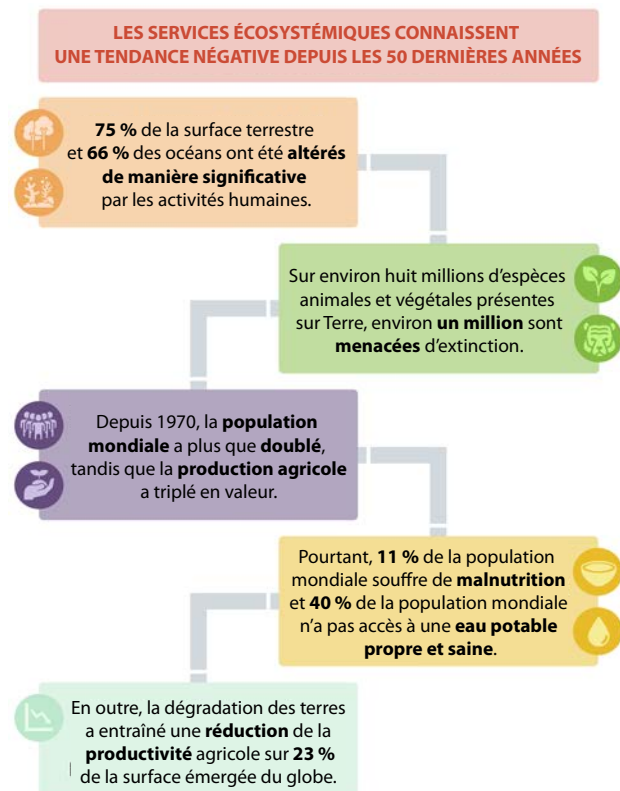 LES SERVICES ÉCOSYSTÉMIQUES CONNAISSENT
UNE TENDANCE NÉGATIVE DEPUIS LES 50 DERNIÈRES ANNÉES
75 % de la surface terrestre
et 66 % des océans ont été altérés
de manière significative
par les activités humaines.
Sur environ huit millions d'espèces
animales et végétales présentes
sur Terre, environ un million sont
menacées d'extinction.
Depuis 1970, la population
mondiale a plus que doublé,
tandis que la production agricole
a triplé en valeur.
Pourtant, 11 % de la population
mondiale souffre de malnutrition
et 40 % de la population mondiale
n'a pas accès à une eau potable
propre et saine.
En outre, la dégradation des terres
a entraîné une réduction de la
productivité agricole sur 23 %
de la surface émergée du globe.